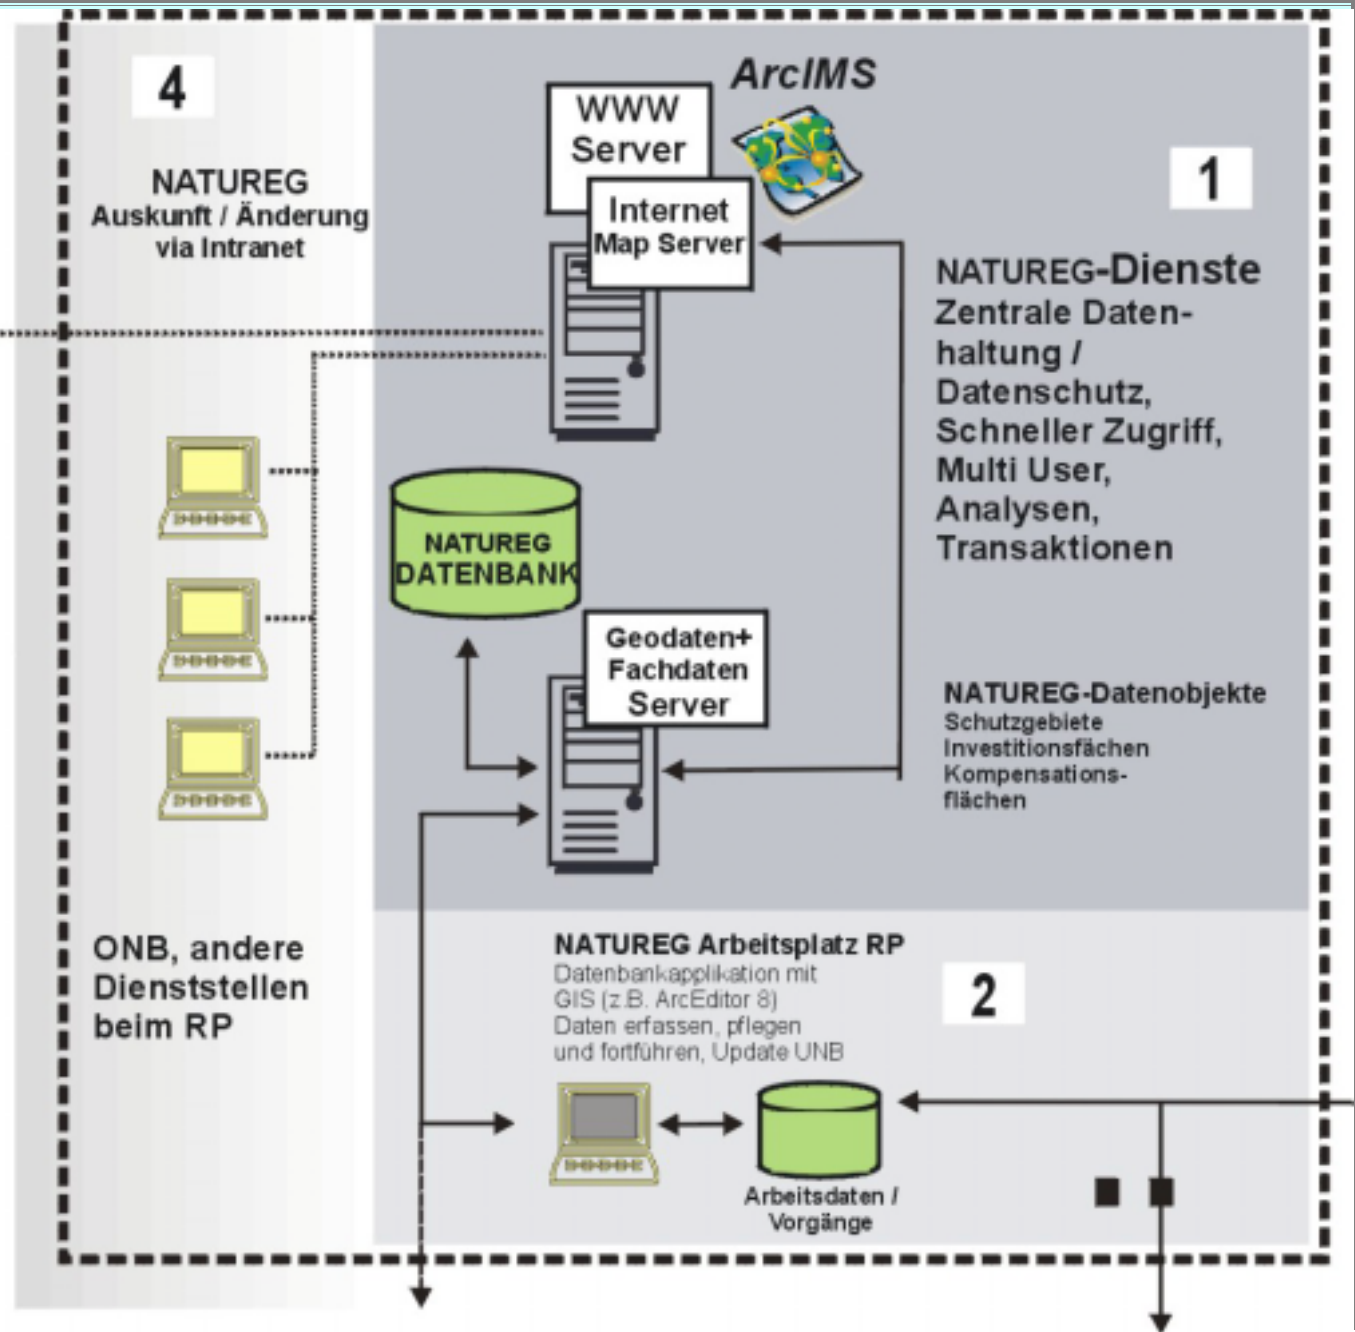 4
NATUREG
Auskunft / Änderung
via Intranet
ONB, andere
Dienststellen
beim RP
ArcIMS
WWW
Server
Internet
Map Server
NATUREG
DATENBANK
Geodaten+
Fachdaten
Server
1
NATUREG-Dienste
Zentrale Daten-
haltung /
Datenschutz,
Schneller Zugriff,
Multi User,
Analysen,
Transaktionen
NATUREG-Datenobjekte
Schutzgebiete
Investitionsfächen
Kompensations-
flächen
NATUREG Arbeitsplatz RP
Datenbankapplikation mit
GIS (z.B. ArcEditor 8)
Daten erfassen, pflegen
und fortführen, Update UNB
2
Arbeitsdaten /
Vorgänge